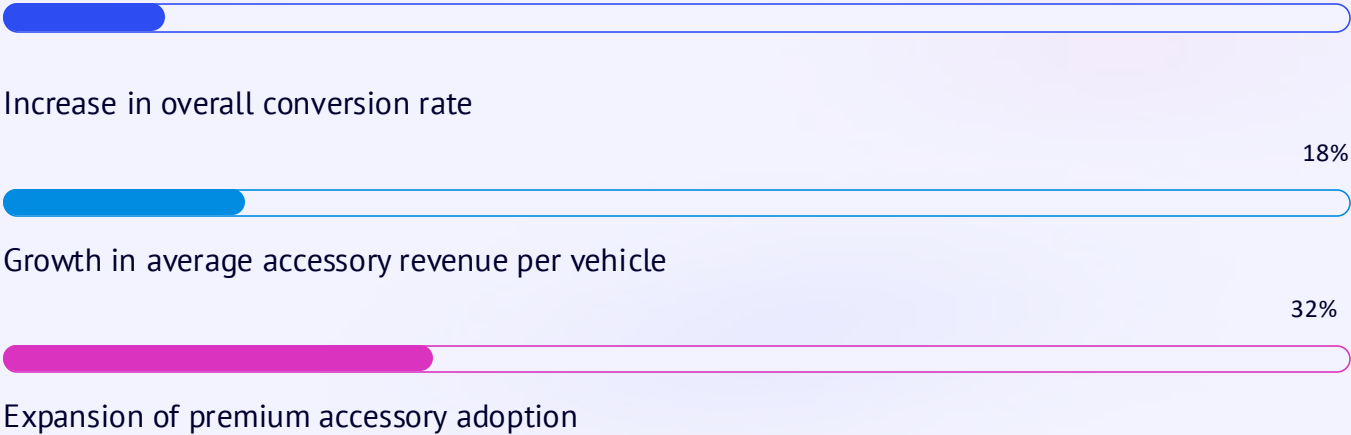 Increase in overall conversion rate
18%
Growth in average accessory revenue per vehicle
32%
Expansion of premium accessory adoption